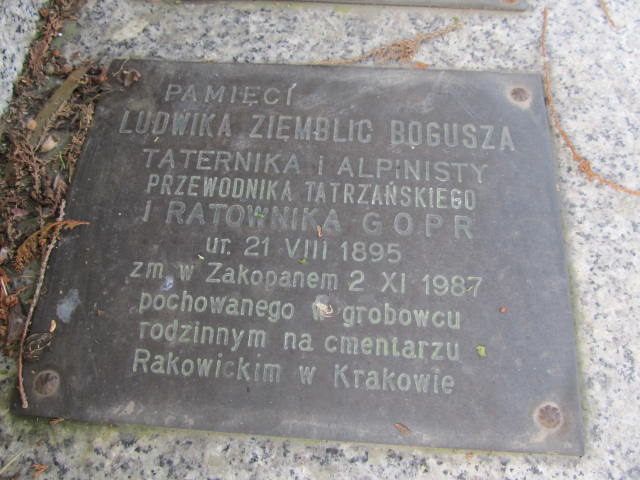 PAMIĘCI
LUDWIKA ZIEMBLIC BOGUSZA
TATERNIKA i ALPINISTY
PRZEWODNIKA TATRZAŃSKIEGO
I RATOWNIKA GOPR
ur. 21 VIII 1895
zm. w Zakopanem 2 XI 1987
pochowanego w grobowcu
rodzinnym na cmentarzu
Rakowickim w Krakowie